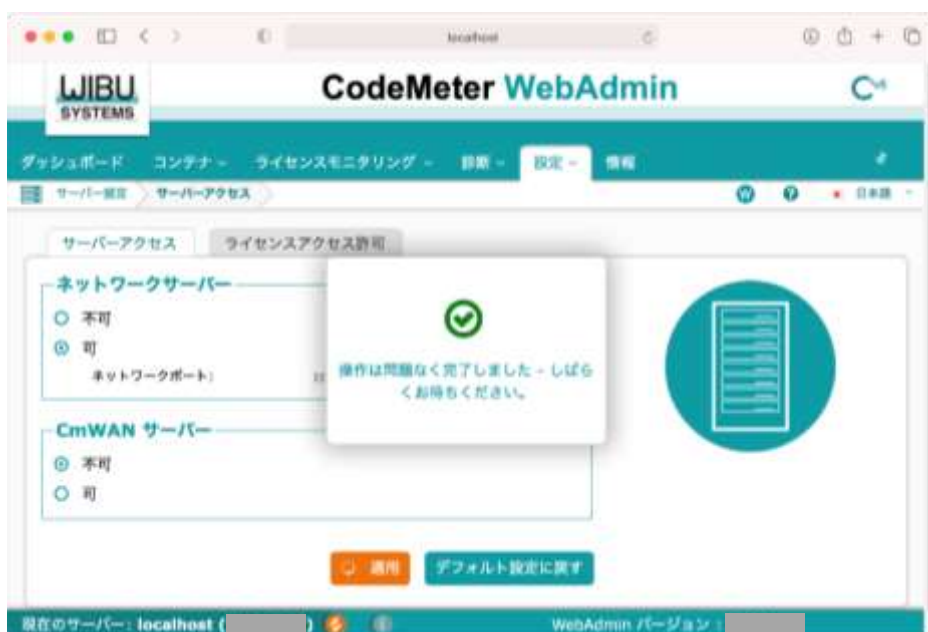 localhost
WIBU
SYSTEMS
CodeMeter WebAdmin
ダッシュボード コンテナ ライセンスモニタリング 診断 設定 情報
サーバー設定 サーバーアクセス 日本語
サーバーアクセス ライセンスアクセス許可
ネットワークサーバー
不可
可
ネットワークポート:
操作は問題なく完了しました - しばら
くお待ちください。
CmWAN サーバー
不可
可
適用 デフォルト設定に戻す
現在のサーバー: localhost ( ) WebAdmin バージョン :